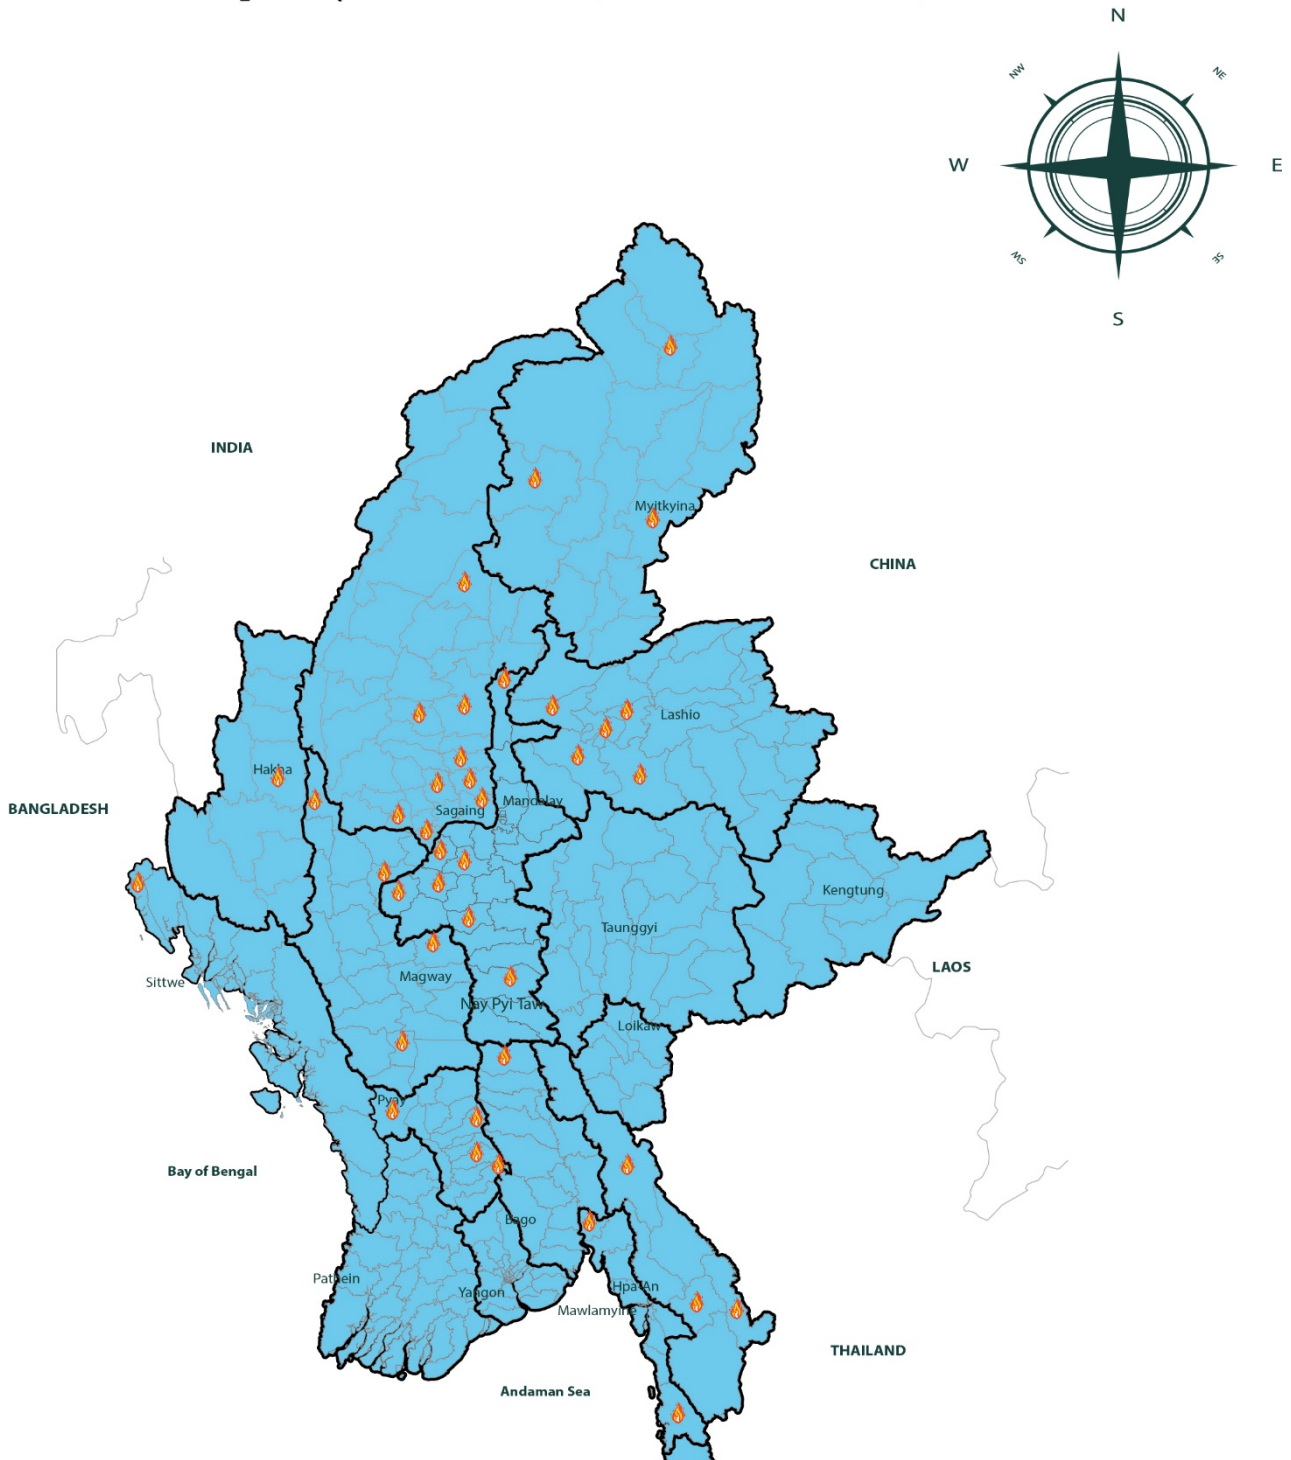 N
NW
NE
W
E
SW
SE
S
INDIA
Myitkyina
CHINA
Lashio
Hakha
Mandalay
BANGLADESH
Sagaing
Kengtung
Taunggyi
LAOS
Magway
Sittwe
Nay Pyi Taw
Loikaw
Pyay
Bay of Bengal
Bago
Pathein
Hpa-An
Yangon
Mawlamyine
THAILAND
Andaman Sea